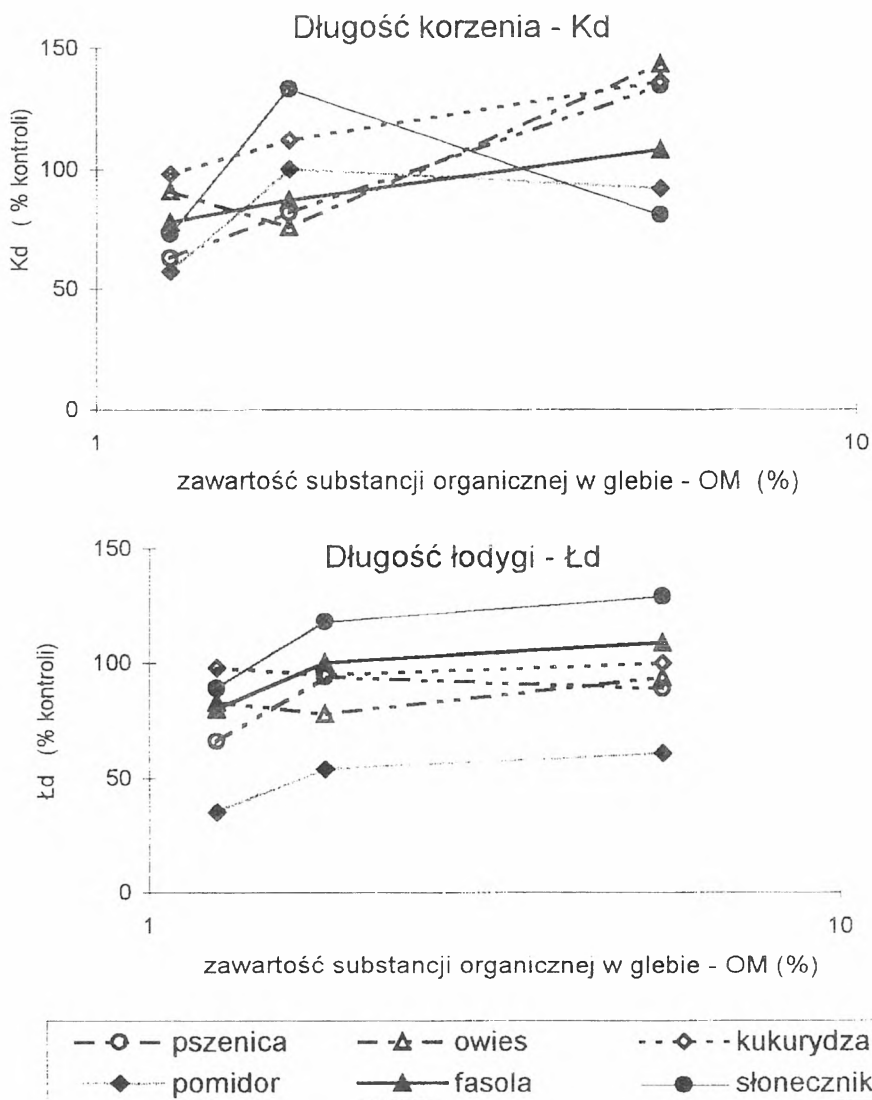 Długość korzenia - Kd
150
100
50
0
Kd ( % kontroli)
1
10
zawartość substancji organicznej w glebie - OM (%)
Długość łodygi - Łd
150
100
50
0
Łd (% kontroli)
1
10
zawartość substancji organicznej w glebie - OM (%)
pszenica owies kukurydza
pomidor fasola słonecznik